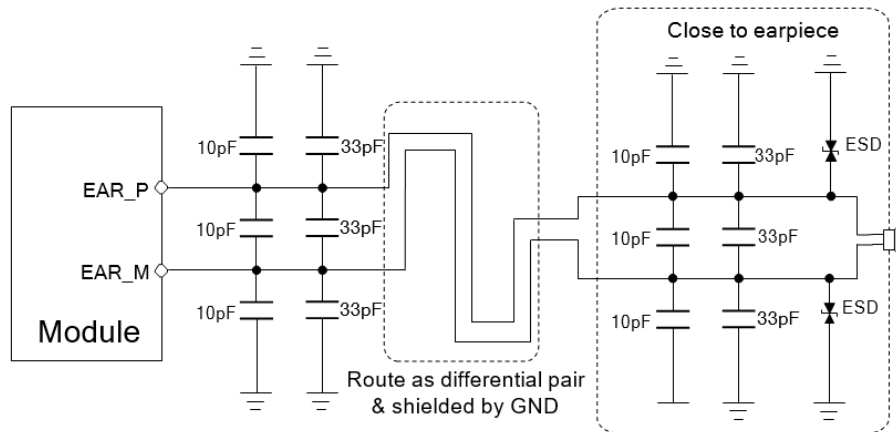 Close to earpiece
10pF
33pF
10pF
33pF
ESD
EAR_P
10pF
33pF
10pF
33pF
EAR_M
10pF
33pF
10pF
33pF
ESD
Module
Route as differential pair
& shielded by GND